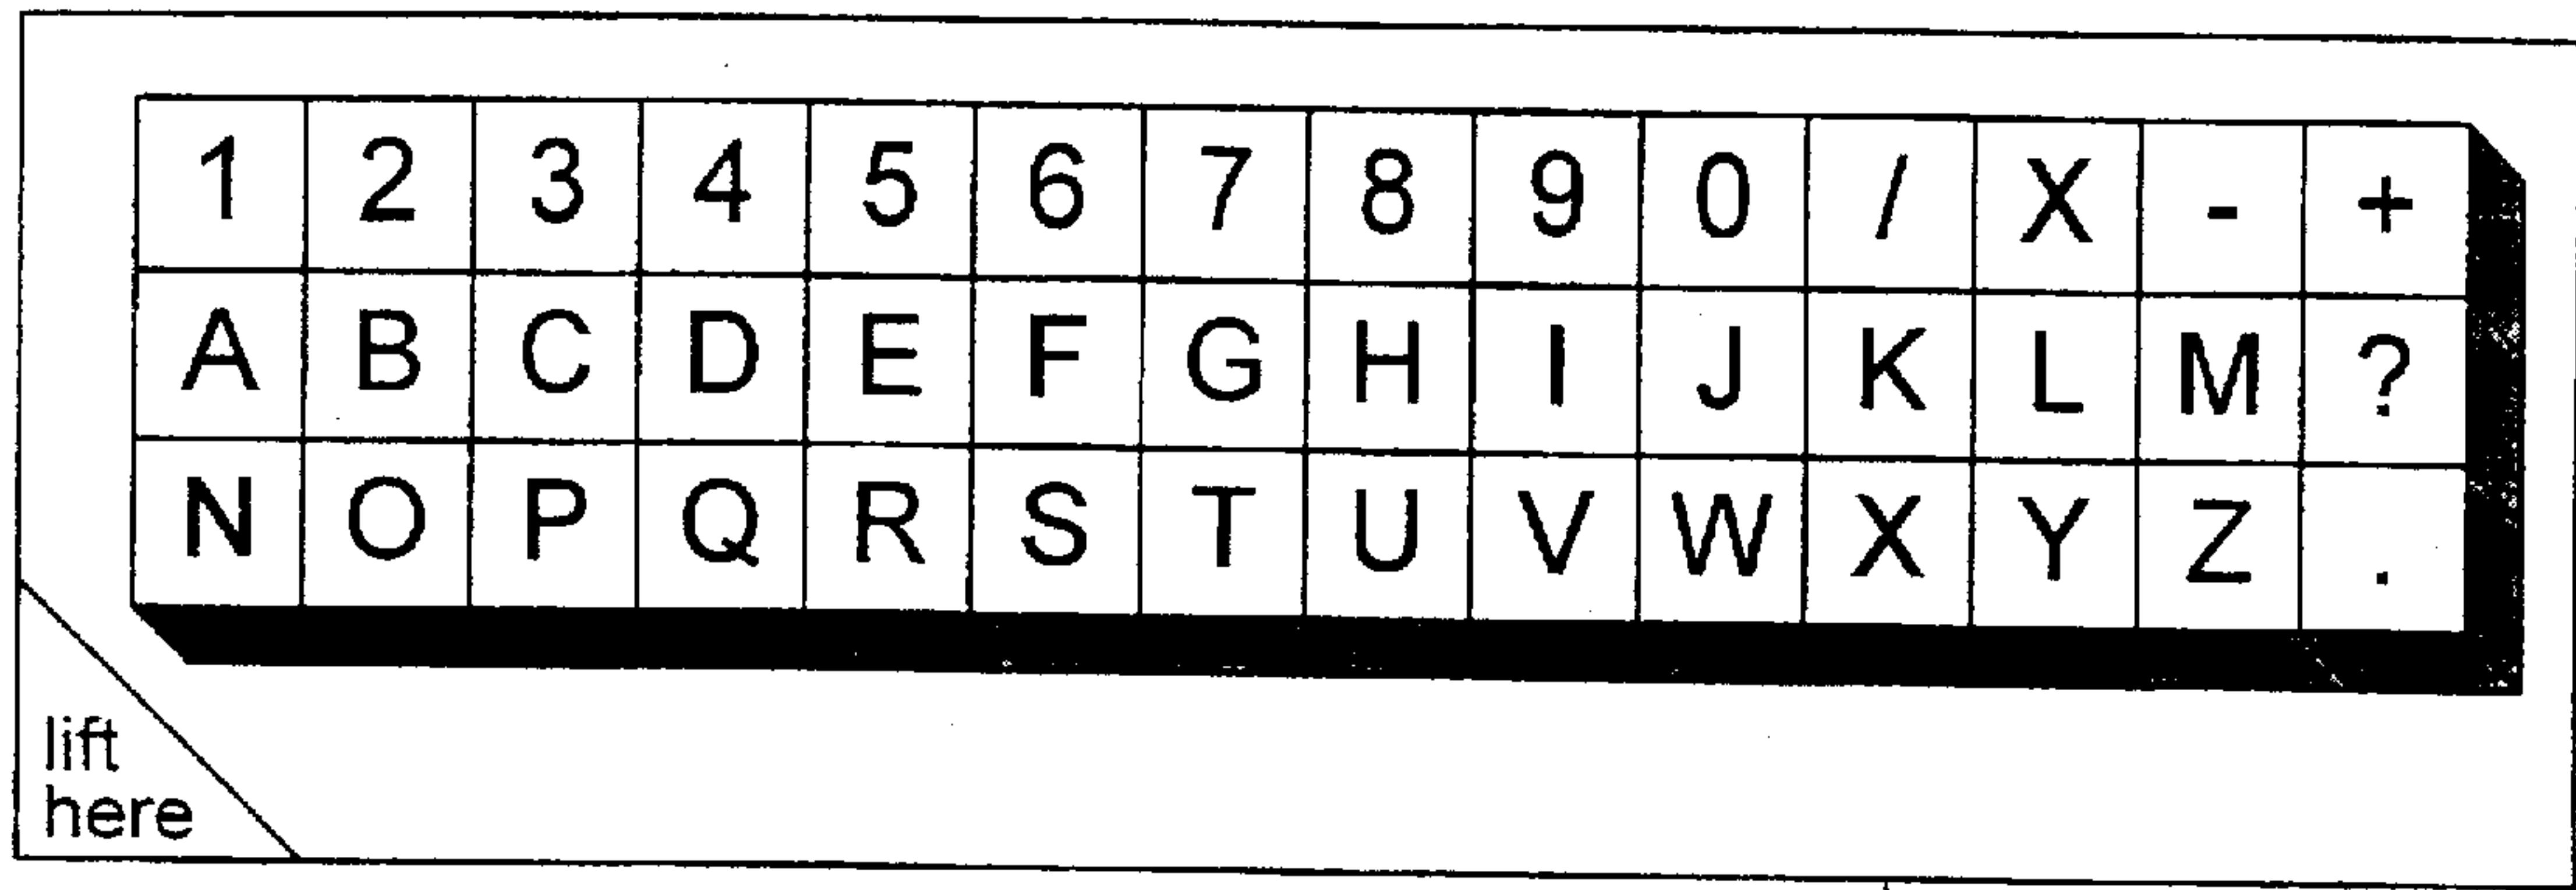 1 2 3 4 5 6 7 8 9 0 / X - +
A B C D E F G H I J K L M ?
N O P Q R S T U V W X Y Z .
lift
here